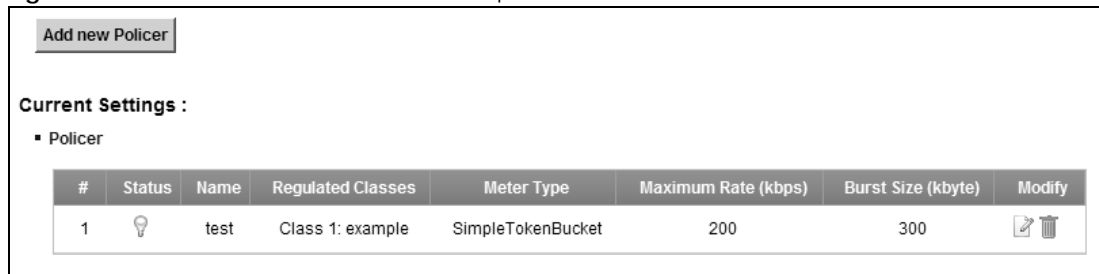 Add new Policer
Current Settings :
▪ Policer
# Status Name Regulated Classes Meter Type Maximum Rate (kbps) Burst Size (kbyte) Modify
1 test Class 1: example SimpleTokenBucket 200 300